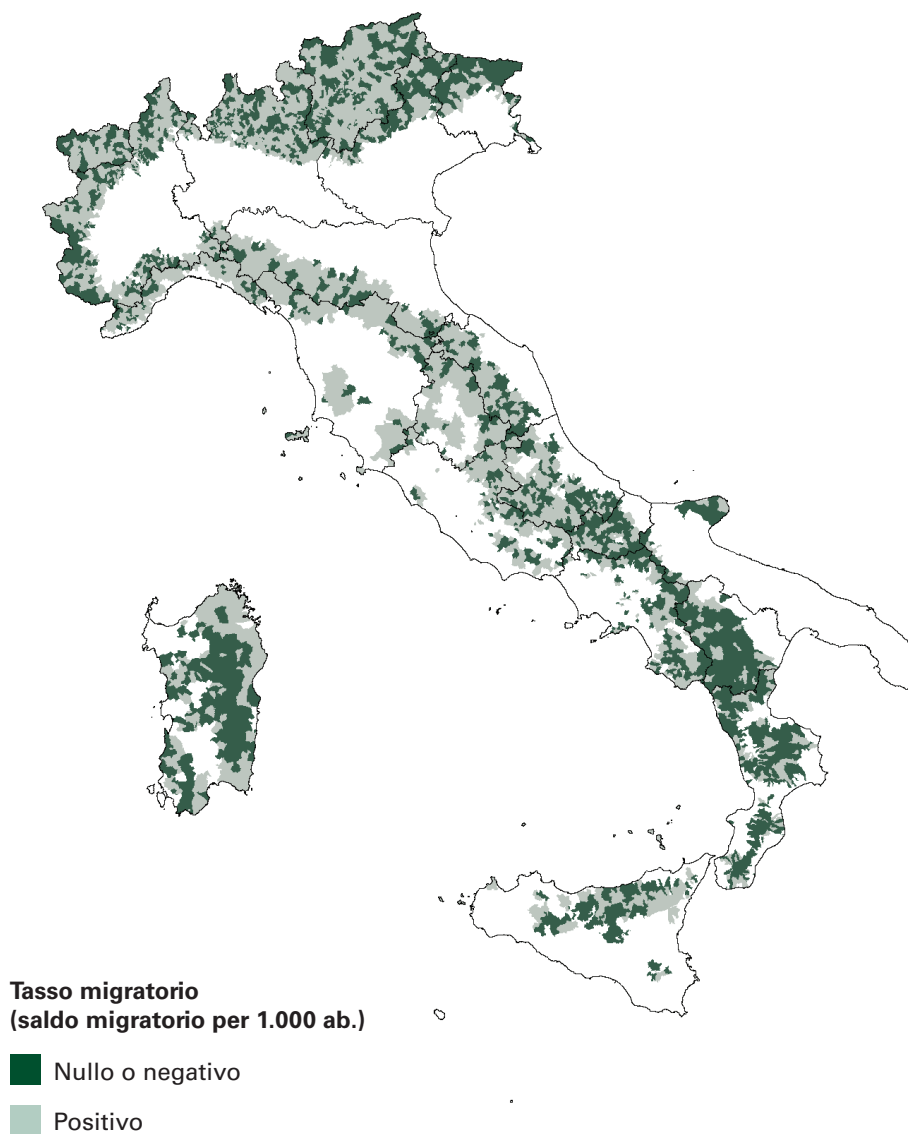 Tasso migratorio
(saldo migratorio per 1.000 ab.)
Nullo o negativo
Positivo